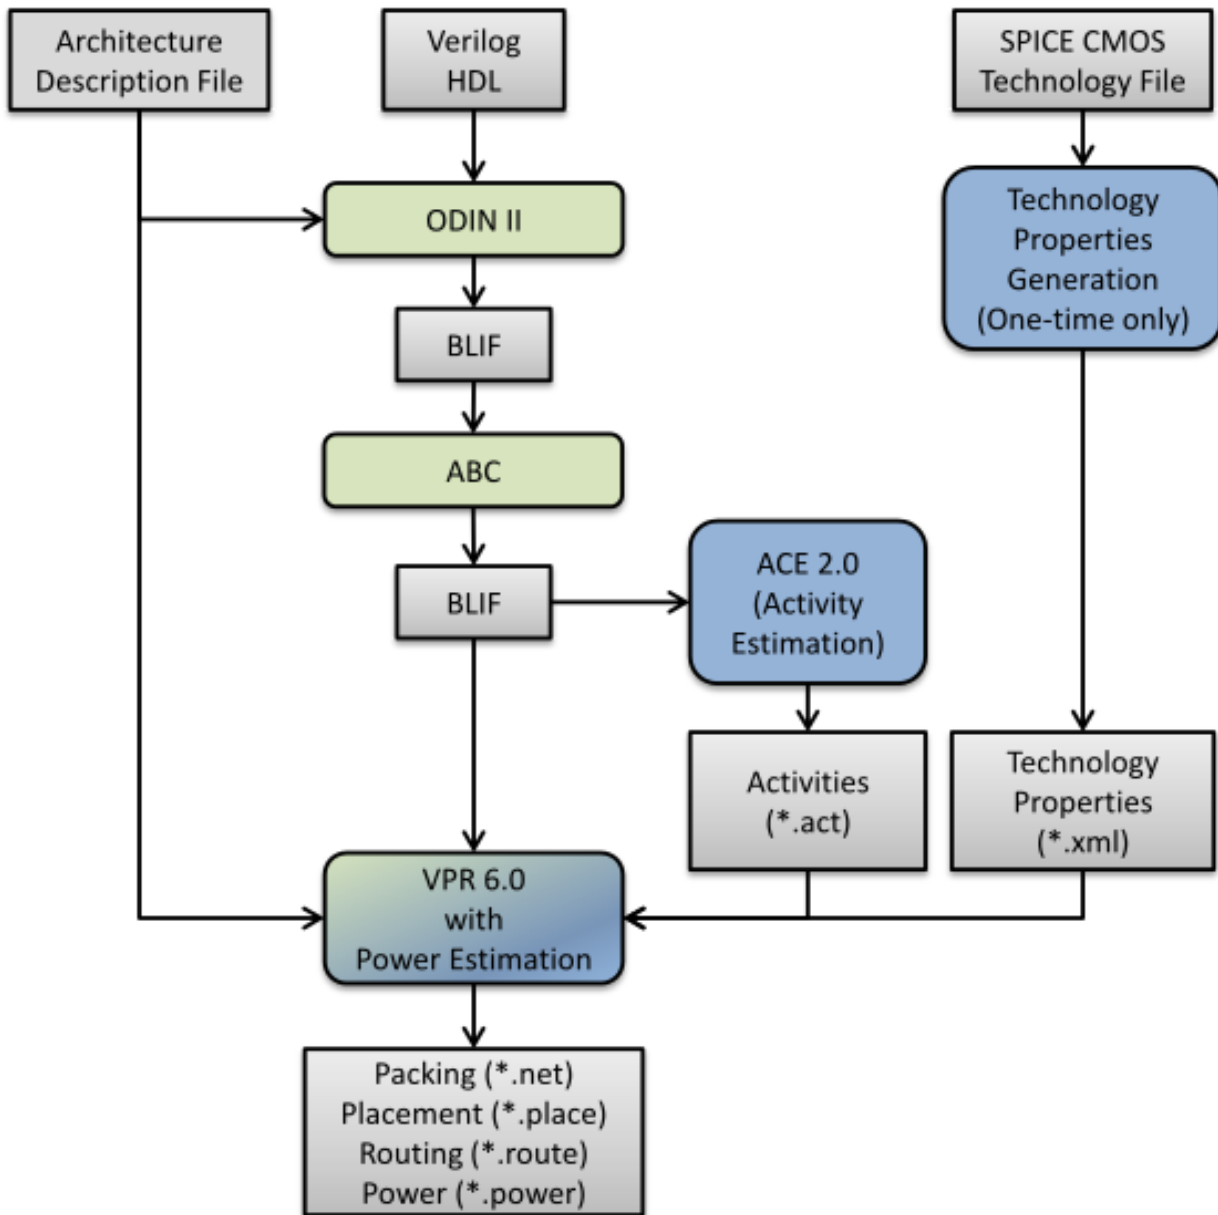 Architecture
Description File
Verilog
HDL
SPICE CMOS
Technology File
ODIN II
Technology
Properties
Generation
(One-time only)
BLIF
ABC
BLIF
ACE 2.0
(Activity
Estimation)
Activities
(*.act)
Technology
Properties
(*.xml)
VPR 6.0
with
Power Estimation
Packing (*.net)
Placement (*.place)
Routing (*.route)
Power (*.power)